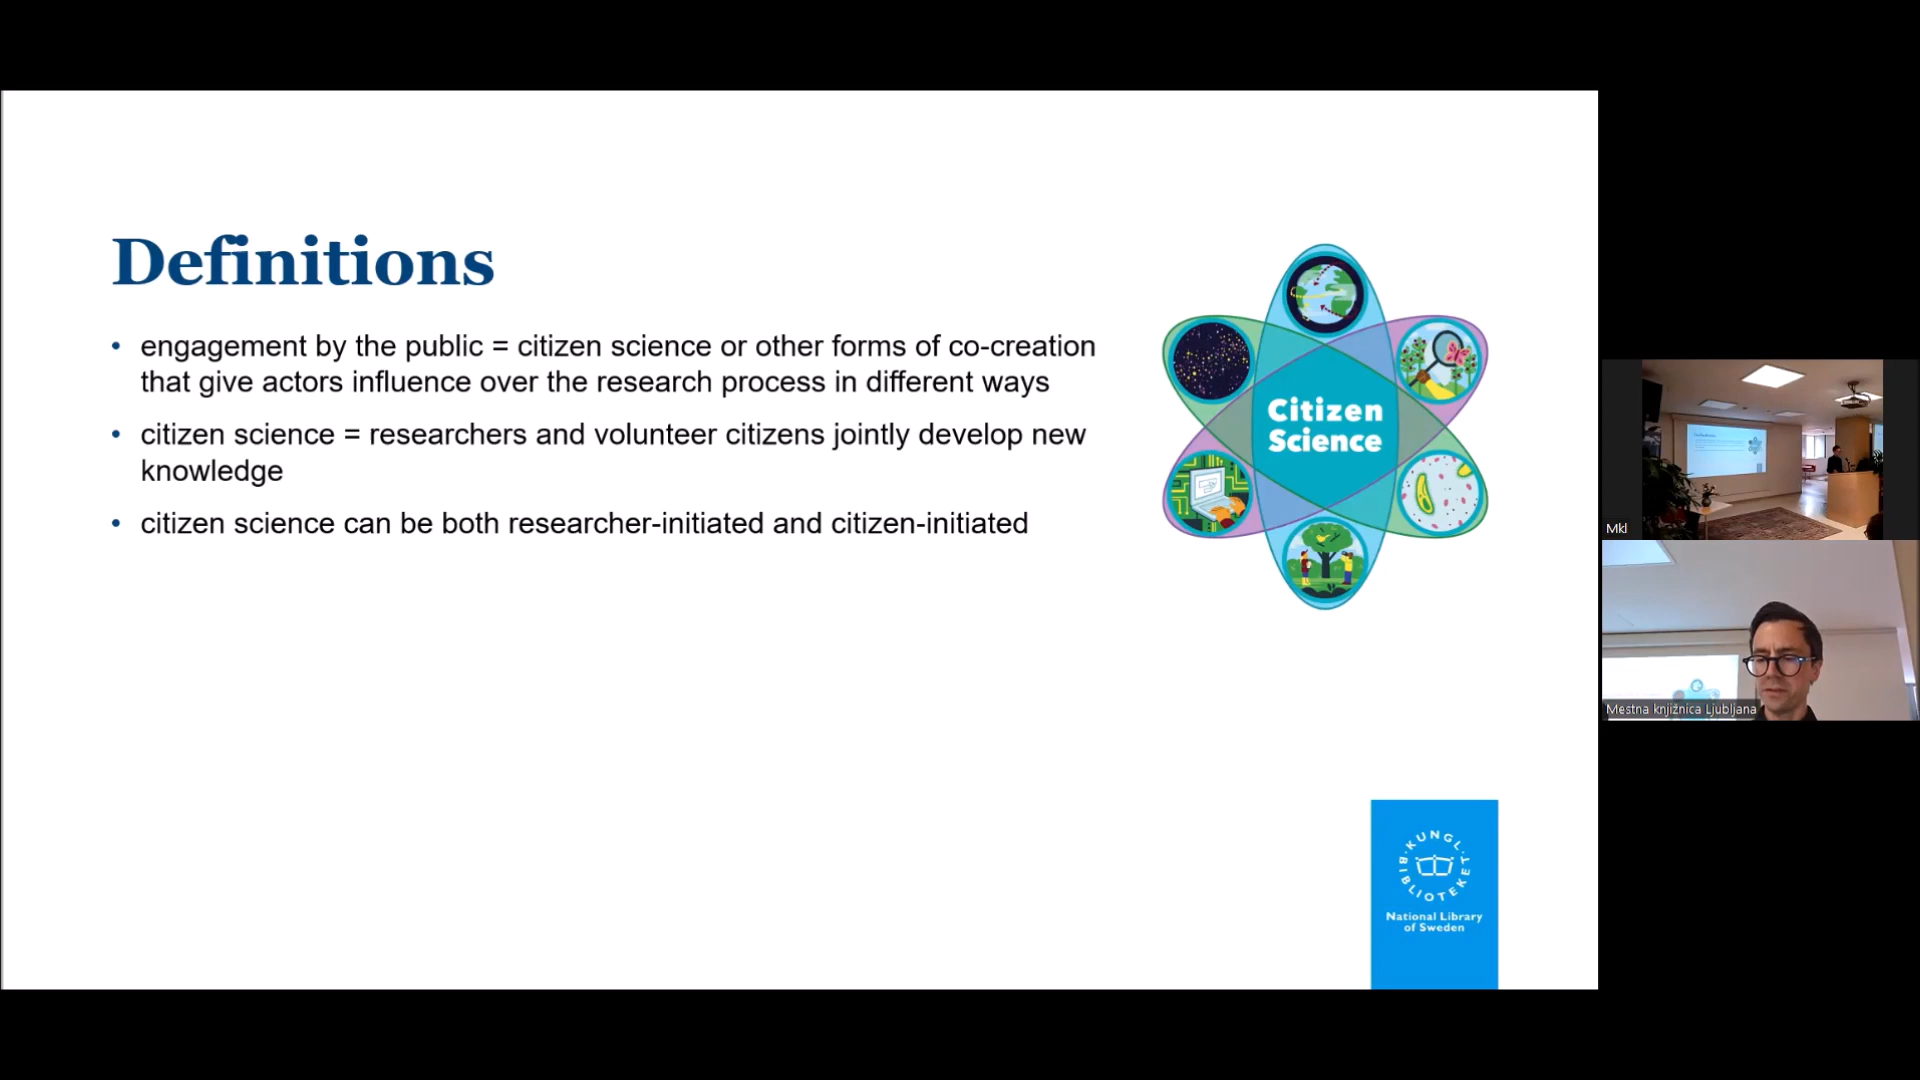 Definitions
• engagement by the public = citizen science or other forms of co-creation
that give actors influence over the research process in different ways
• citizen science = researchers and volunteer citizens jointly develop new
knowledge
• citizen science can be both researcher-initiated and citizen-initiated
Citizen
Science
KUNGL
BIBLIOTEKET
National Library
of Sweden
Mkl
Mestna knjižnica Ljubljana